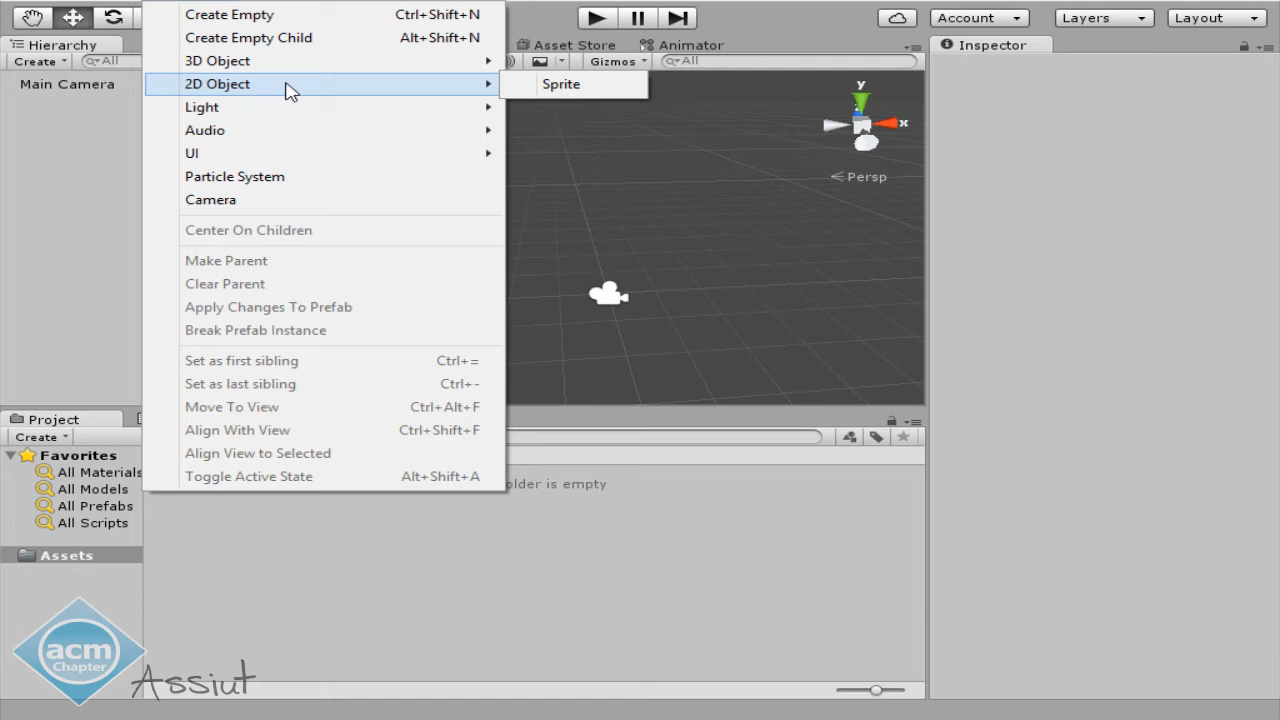 Create Empty Ctrl+Shift+N
Create Empty Child Alt+Shift+N
3D Object
2D Object
Sprite
Light
Audio
UI
Particle System
Camera
Center On Children
Make Parent
Clear Parent
Apply Changes To Prefab
Break Prefab Instance
Set as first sibling Ctrl+=
Set as last sibling Ctrl+-
Move To View Ctrl+Alt+F
Align With View Ctrl+Shift+F
Align View to Selected
Toggle Active State Alt+Shift+A
Account
Layers
Layout
Hierarchy
Create
All
Main Camera
Asset Store
Animator
Gizmos
All
y
x
Persp
Inspector
Project
Create
Favorites
All Materials
All Models
All Prefabs
All Scripts
Assets
older is empty
acm
Chapter
Assiut